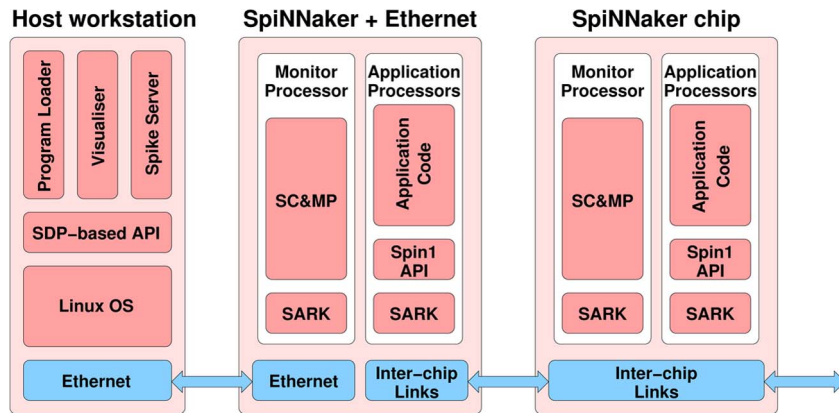 Host workstation
Program Loader
Visualiser
Spike Server
SDP-based API
Linux OS
Ethernet
SpiNNaker + Ethernet
Monitor
Processor
SC&MP
SARK
Application
Processors
Application
Code
Spin1
API
SARK
Ethernet
Inter-chip
Links
SpiNNaker chip
Monitor
Processor
SC&MP
SARK
Application
Processors
Application
Code
Spin1
API
SARK
Inter-chip
Links